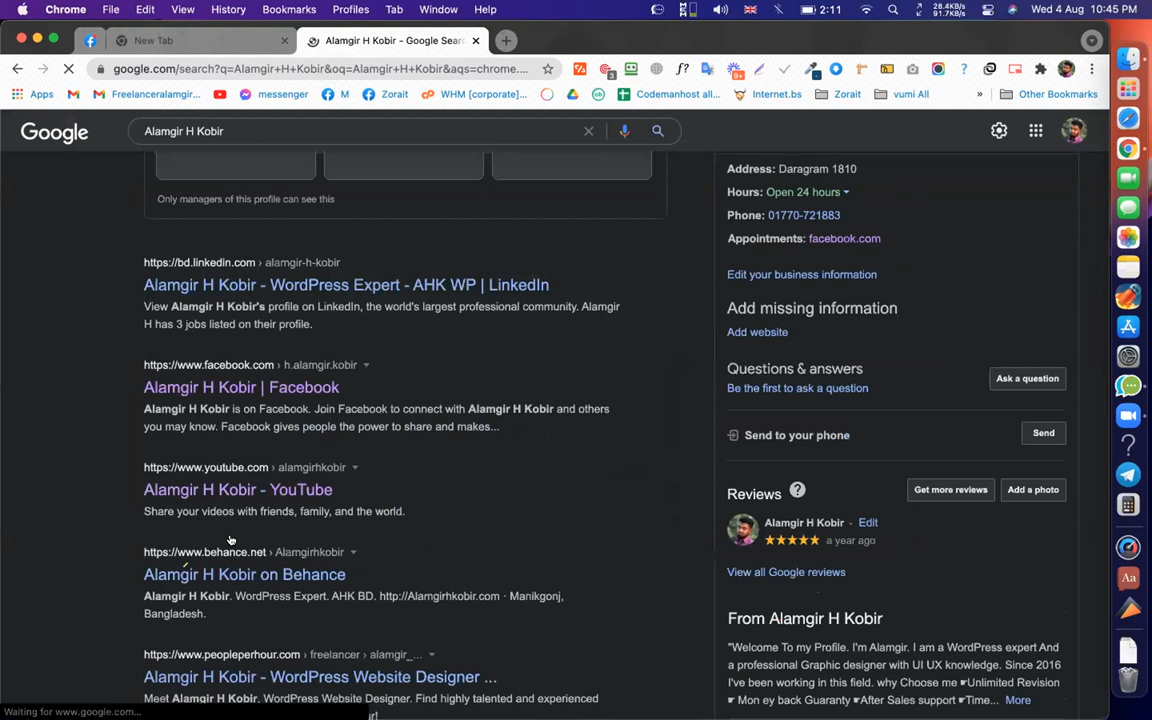 Chrome File Edit View History Bookmarks Profiles Tab Window Help 2:11 28.4KB/s 91.7KB/s Wed 4 Aug 10:45 PM
New Tab Alamgir H Kobir - Google Sear
google.com/search?q=Alamgir+H+Kobir&oq=Alamgir+H+Kobir&aqs=chrome....
Apps Freelanceralamgir... messenger M Zorait WHM [corporate]... Codemanhost all... Internet.bs Zorait vumi All » Other Bookmarks
Google Alamgir H Kobir
Only managers of this profile can see this
https://bd.linkedin.com › alamgir-h-kobir
Alamgir H Kobir - WordPress Expert - AHK WP | LinkedIn
View Alamgir H Kobir's profile on LinkedIn, the world's largest professional community. Alamgir
H has 3 jobs listed on their profile.
https://www.facebook.com › h.alamgir.kobir
Alamgir H Kobir | Facebook
Alamgir H Kobir is on Facebook. Join Facebook to connect with Alamgir H Kobir and others
you may know. Facebook gives people the power to share and makes...
https://www.youtube.com › alamgirhkobir
Alamgir H Kobir - YouTube
Share your videos with friends, family, and the world.
https://www.behance.net › Alamgirhkobir
Alamgir H Kobir on Behance
Alamgir H Kobir. WordPress Expert. AHK BD. http://Alamgirhkobir.com · Manikgonj,
Bangladesh.
https://www.peopleperhour.com › freelancer › alamgir_...
Alamgir H Kobir - WordPress Website Designer ...
Meet Alamgir H Kobir, WordPress Website Designer. Find highly talented and experienced
Waiting for www.google.com...
Address: Daragram 1810
Hours: Open 24 hours
Phone: 01770-721883
Appointments: facebook.com
Edit your business information
Add missing information
Add website
Questions & answers
Be the first to ask a question
Ask a question
Send to your phone
Send
Reviews
Get more reviews
Add a photo
Alamgir H Kobir - Edit
a year ago
View all Google reviews
From Alamgir H Kobir
"Welcome To my Profile. I'm Alamgir. I am a WordPress expert And
a professional Graphic designer with UI UX knowledge. Since 2016
I've been working in this field. why Choose me ☛Unlimited Revision
☛ Mon ey back Guaranty ☛After Sales support ☛Time... More